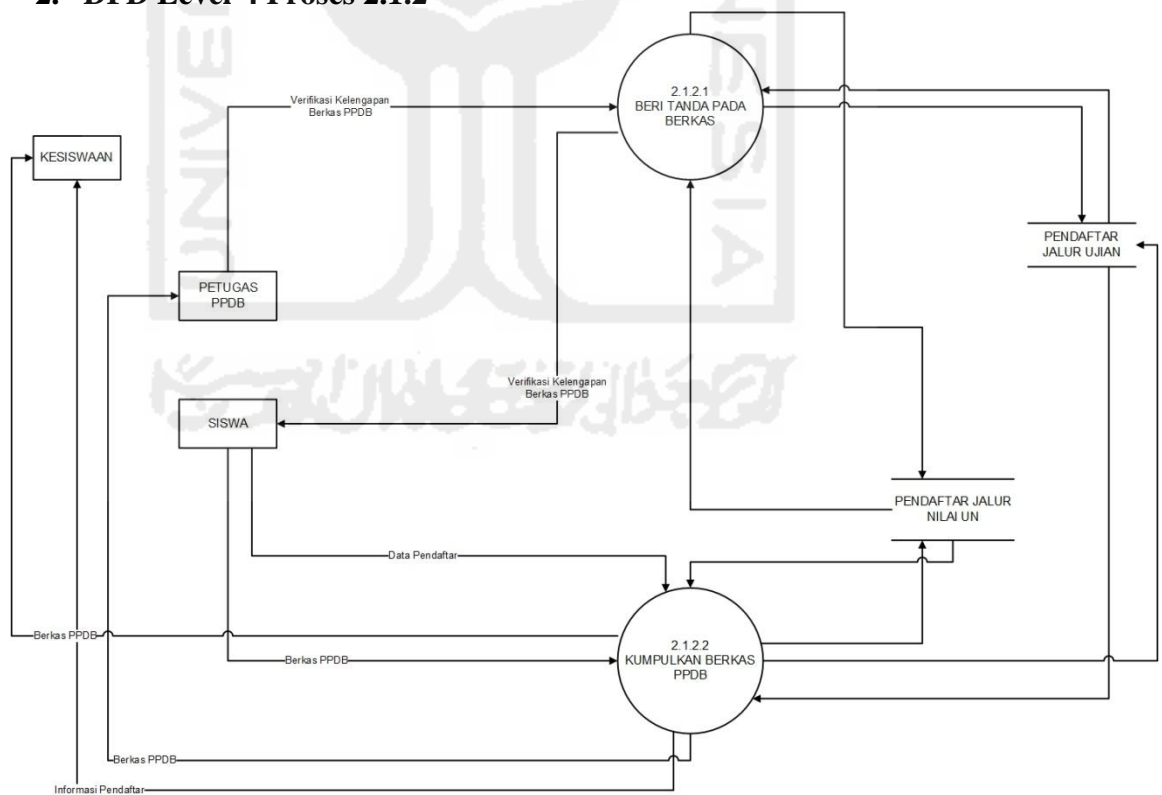 2. DFD Level 4 Proses 2.1.2
2.1.2.1
BERI TANDA PADA
BERKAS
Verifikasi Kelengapan
Berkas PPDB
KESISWAAN
PENDAFTAR
JALUR UJIAN
PETUGAS
PPDB
Verifikasi Kelengapan
Berkas PPDB
SISWA
PENDAFTAR JALUR
NILAI UN
Data Pendaftar
Berkas PPDB
2.1.2.2
KUMPULKAN BERKAS
PPDB
Berkas PPDB
Berkas PPDB
Informasi Pendaftar